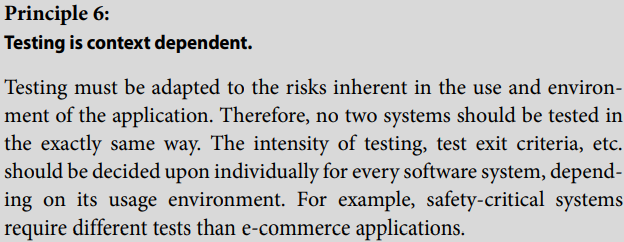 Principle 6:
Testing is context dependent.
Testing must be adapted to the risks inherent in the use and environ-
ment of the application. Therefore, no two systems should be tested in
the exactly same way. The intensity of testing, test exit criteria, etc.
should be decided upon individually for every software system, depend-
ing on its usage environment. For example, safety-critical systems
require different tests than e-commerce applications.